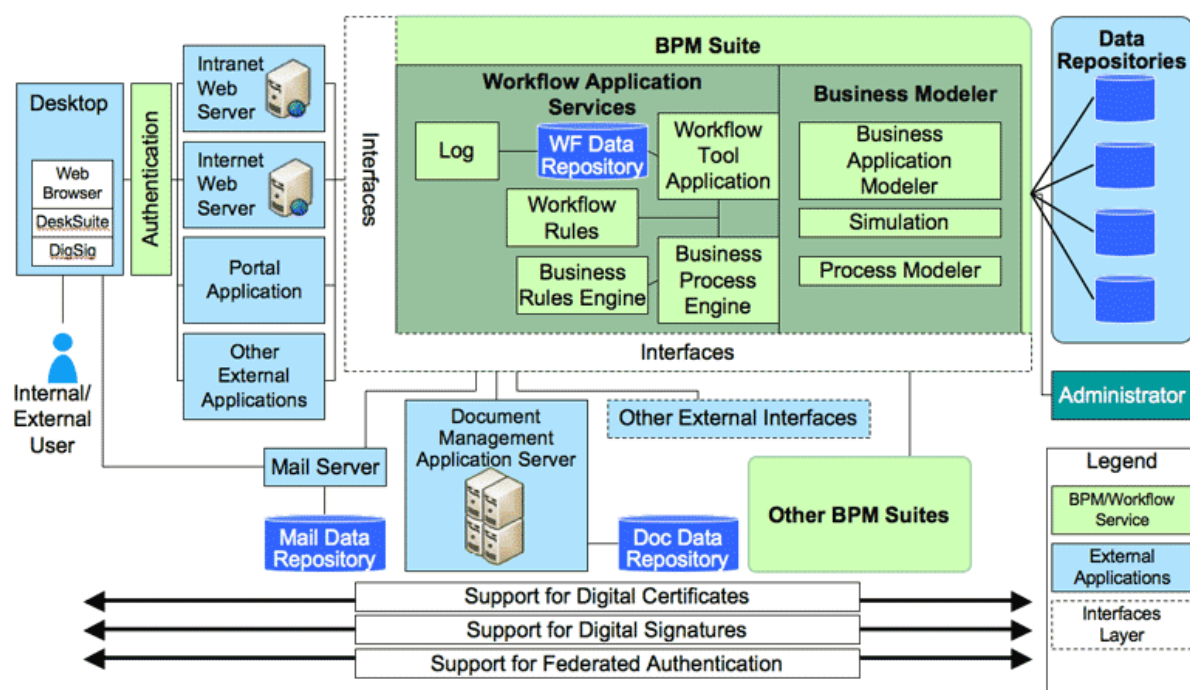 Desktop
Web
Browser
DeskSuite
DigSig
Internal/
External
User
Authentication
Intranet
Web
Server
Internet
Web
Server
Portal
Application
Other
External
Applications
Interfaces
BPM Suite
Workflow Application
Services
Log
WF Data
Repository
Workflow
Tool
Application
Workflow
Rules
Business
Rules Engine
Business
Process
Engine
Business Modeler
Business
Application
Modeler
Simulation
Process Modeler
Interfaces
Data
Repositories
Administrator
Mail Server
Mail Data
Repository
Document
Management
Application Server
Doc Data
Repository
Other External Interfaces
Other BPM Suites
Legend
BPM/Workflow
Service
External
Applications
Interfaces
Layer
Support for Digital Certificates
Support for Digital Signatures
Support for Federated Authentication